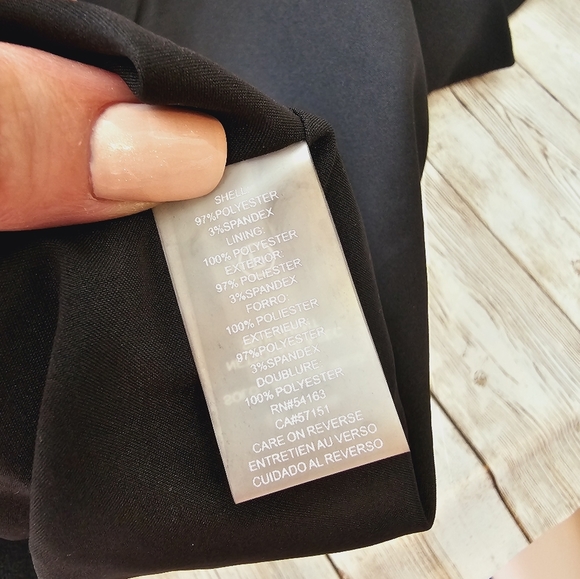 SHELL:
97%POLYESTER
3%SPANDEX
LINING:
100% POLYESTER
EXTERIOR:
97% POLIESTER
3%SPANDEX
FORRO:
100% POLIESTER
EXTERIEUR:
97%POLYESTER
3%SPANDEX
DOUBLURE
100% POLYESTER
RN#54163
CA#57151
CARE ON REVERSE
ENTRETIEN AU VERSO
CUIDADO AL REVERSO